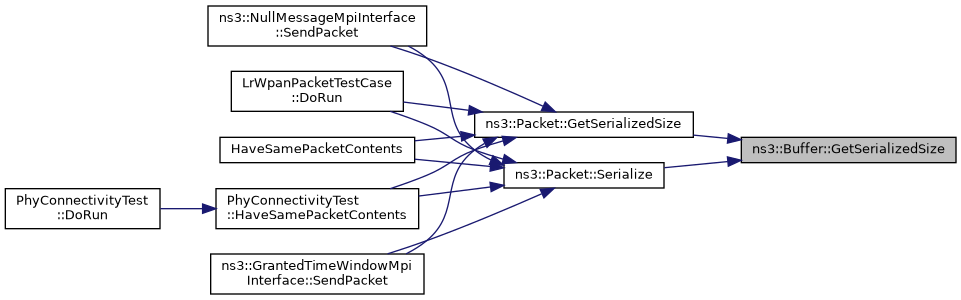 ns3::NullMessageMpiInterface
::SendPacket
LrWpanPacketTestCase
::DoRun
ns3::Packet::GetSerializedSize
HaveSamePacketContents
ns3::Buffer::GetSerializedSize
ns3::Packet::Serialize
PhyConnectivityTest
::DoRun
PhyConnectivityTest
::HaveSamePacketContents
ns3::GrantedTimeWindowMpi
Interface::SendPacket